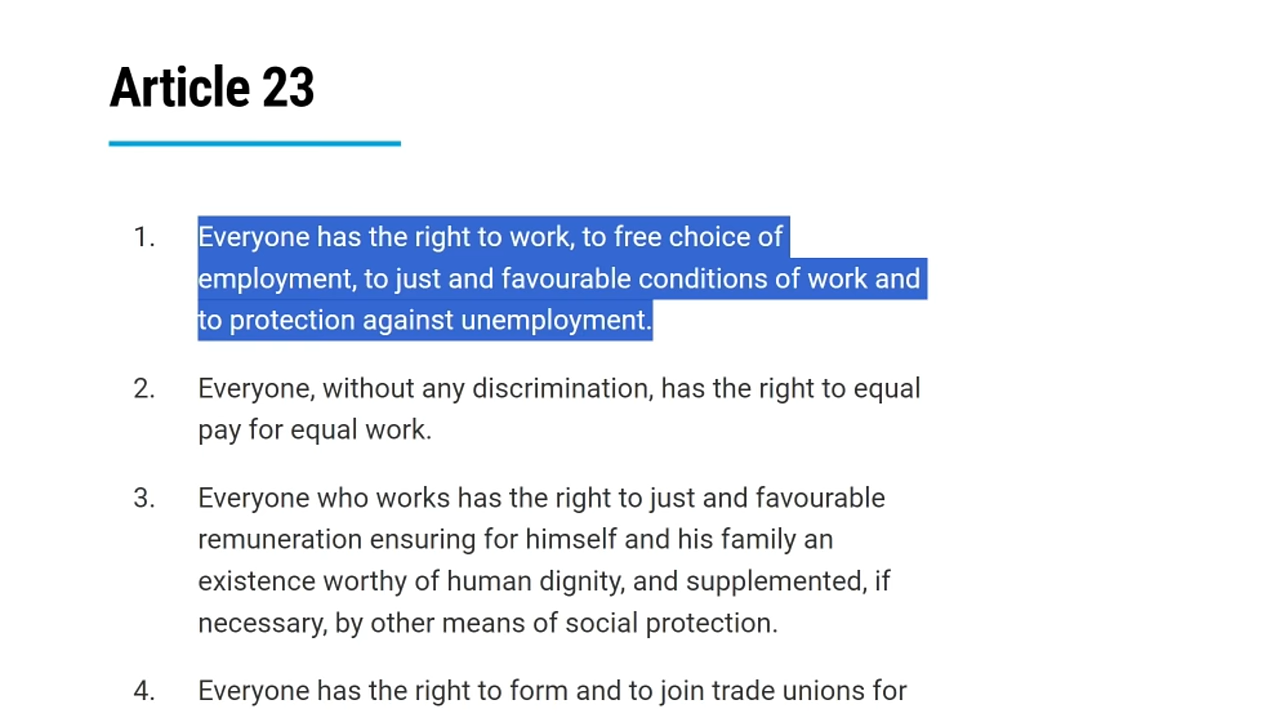 Article 23
1. Everyone has the right to work, to free choice of
employment, to just and favourable conditions of work and
to protection against unemployment.
2. Everyone, without any discrimination, has the right to equal
pay for equal work.
3. Everyone who works has the right to just and favourable
remuneration ensuring for himself and his family an
existence worthy of human dignity, and supplemented, if
necessary, by other means of social protection.
4. Everyone has the right to form and to join trade unions for